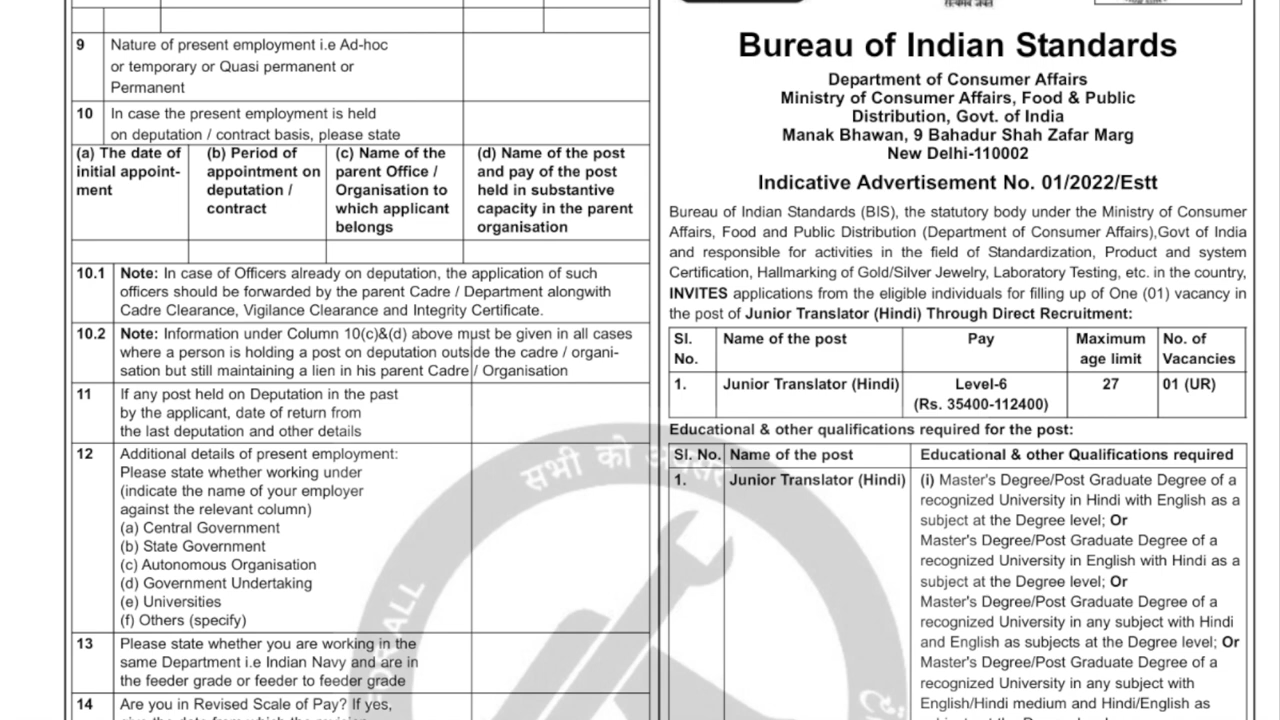 9 Nature of present employment i.e Ad-hoc
or temporary or Quasi permanent or
Permanent
10 In case the present employment is held
on deputation / contract basis, please state
(a) The date of
initial appoint-
ment
(b) Period of
appointment on
deputation /
contract
(c) Name of the
parent Office /
Organisation to
which applicant
belongs
(d) Name of the post
and pay of the post
held in substantive
capacity in the parent
organisation
10.1 Note: In case of Officers already on deputation, the application of such
officers should be forwarded by the parent Cadre / Department alongwith
Cadre Clearance, Vigilance Clearance and Integrity Certificate.
10.2 Note: Information under Column 10(c)&(d) above must be given in all cases
where a person is holding a post on deputation outside the cadre / organi-
sation but still maintaining a lien in his parent Cadre / Organisation
11 If any post held on Deputation in the past
by the applicant, date of return from
the last deputation and other details
12 Additional details of present employment:
Please state whether working under
(indicate the name of your employer
against the relevant column)
(a) Central Government
(b) State Government
(c) Autonomous Organisation
(d) Government Undertaking
(e) Universities
(f) Others (specify)
13 Please state whether you are working in the
same Department i.e Indian Navy and are in
the feeder grade or feeder to feeder grade
14 Are you in Revised Scale of Pay? If yes,
give the date from which the revision
Bureau of Indian Standards
Department of Consumer Affairs
Ministry of Consumer Affairs, Food & Public
Distribution, Govt. of India
Manak Bhawan, 9 Bahadur Shah Zafar Marg
New Delhi-110002
Indicative Advertisement No. 01/2022/Estt
Bureau of Indian Standards (BIS), the statutory body under the Ministry of Consumer
Affairs, Food and Public Distribution (Department of Consumer Affairs),Govt of India
and responsible for activities in the field of Standardization, Product and system
Certification, Hallmarking of Gold/Silver Jewelry, Laboratory Testing, etc. in the country,
INVITES applications from the eligible individuals for filling up of One (01) vacancy in
the post of Junior Translator (Hindi) Through Direct Recruitment:
Sl.
No.
Name of the post
Pay
Maximum
age limit
No. of
Vacancies
1. Junior Translator (Hindi) Level-6 27 01 (UR)
(Rs. 35400-112400)
Educational & other qualifications required for the post:
Sl. No. Name of the post Educational & other Qualifications required
1. Junior Translator (Hindi) (i) Master's Degree/Post Graduate Degree of a
recognized University in Hindi with English as a
subject at the Degree level; Or
Master's Degree/Post Graduate Degree of a
recognized University in English with Hindi as a
subject at the Degree level; Or
Master's Degree/Post Graduate Degree of a
recognized University in any subject with Hindi
and English as subjects at the Degree level; Or
Master's Degree/Post Graduate Degree of a
recognized University in any subject with
English/Hindi medium and Hindi/English as
सभी को अवसर
FOR ALL